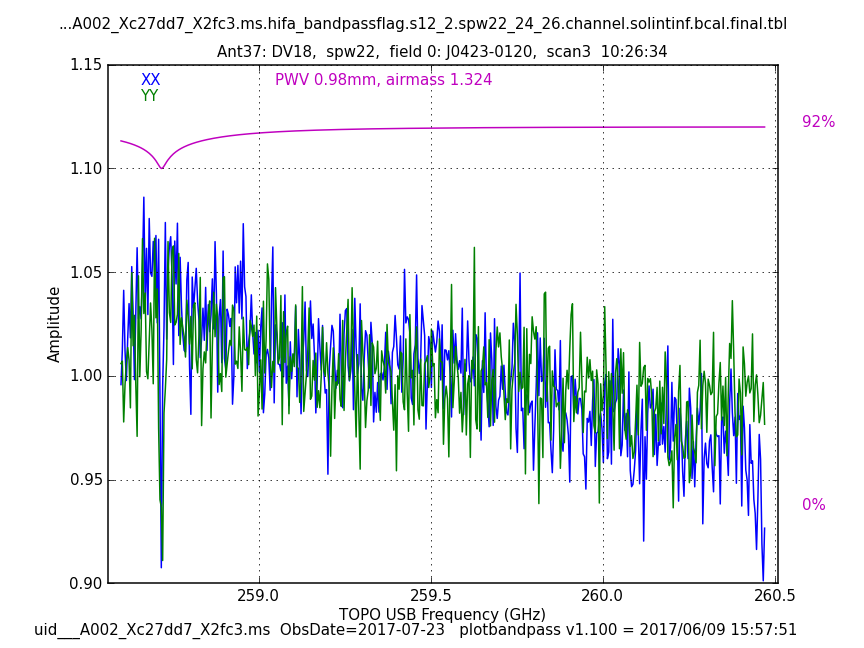 ...A002_Xc27dd7_X2fc3.ms.hifa_bandpassflag.s12_2.spw22_24_26.channel.solintinf.bcal.final.tbl
Ant37: DV18, spw22, field 0: J0423-0120, scan3 10:26:34
1.15
XX
PWV 0.98mm, airmass 1.324
YY
92%
1.10
1.05
Amplitude
1.00
0.95
0%
0.90
259.0
259.5
260.0
260.5
TOPO USB Frequency (GHz)
uid___A002_Xc27dd7_X2fc3.ms ObsDate=2017-07-23 plotbandpass v1.100 = 2017/06/09 15:57:51